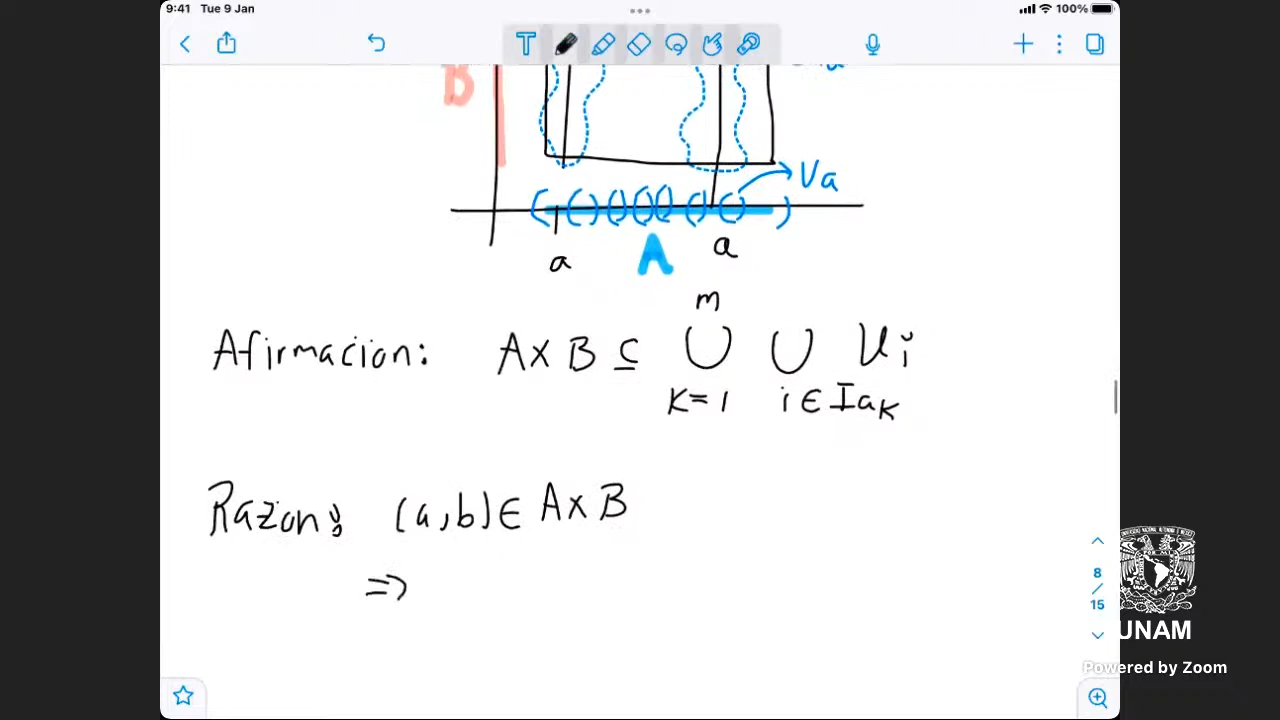 9:41 Tue 9 Jan
100%
T
B
Va
a
A
a
Afirmacion: A x B ⊆ ⋃ ⋃ Ui
m
K=1 i ∈ IaK
Razon: (a,b) ∈ A x B
=>
8
/
15
UNAM
Powered by Zoom